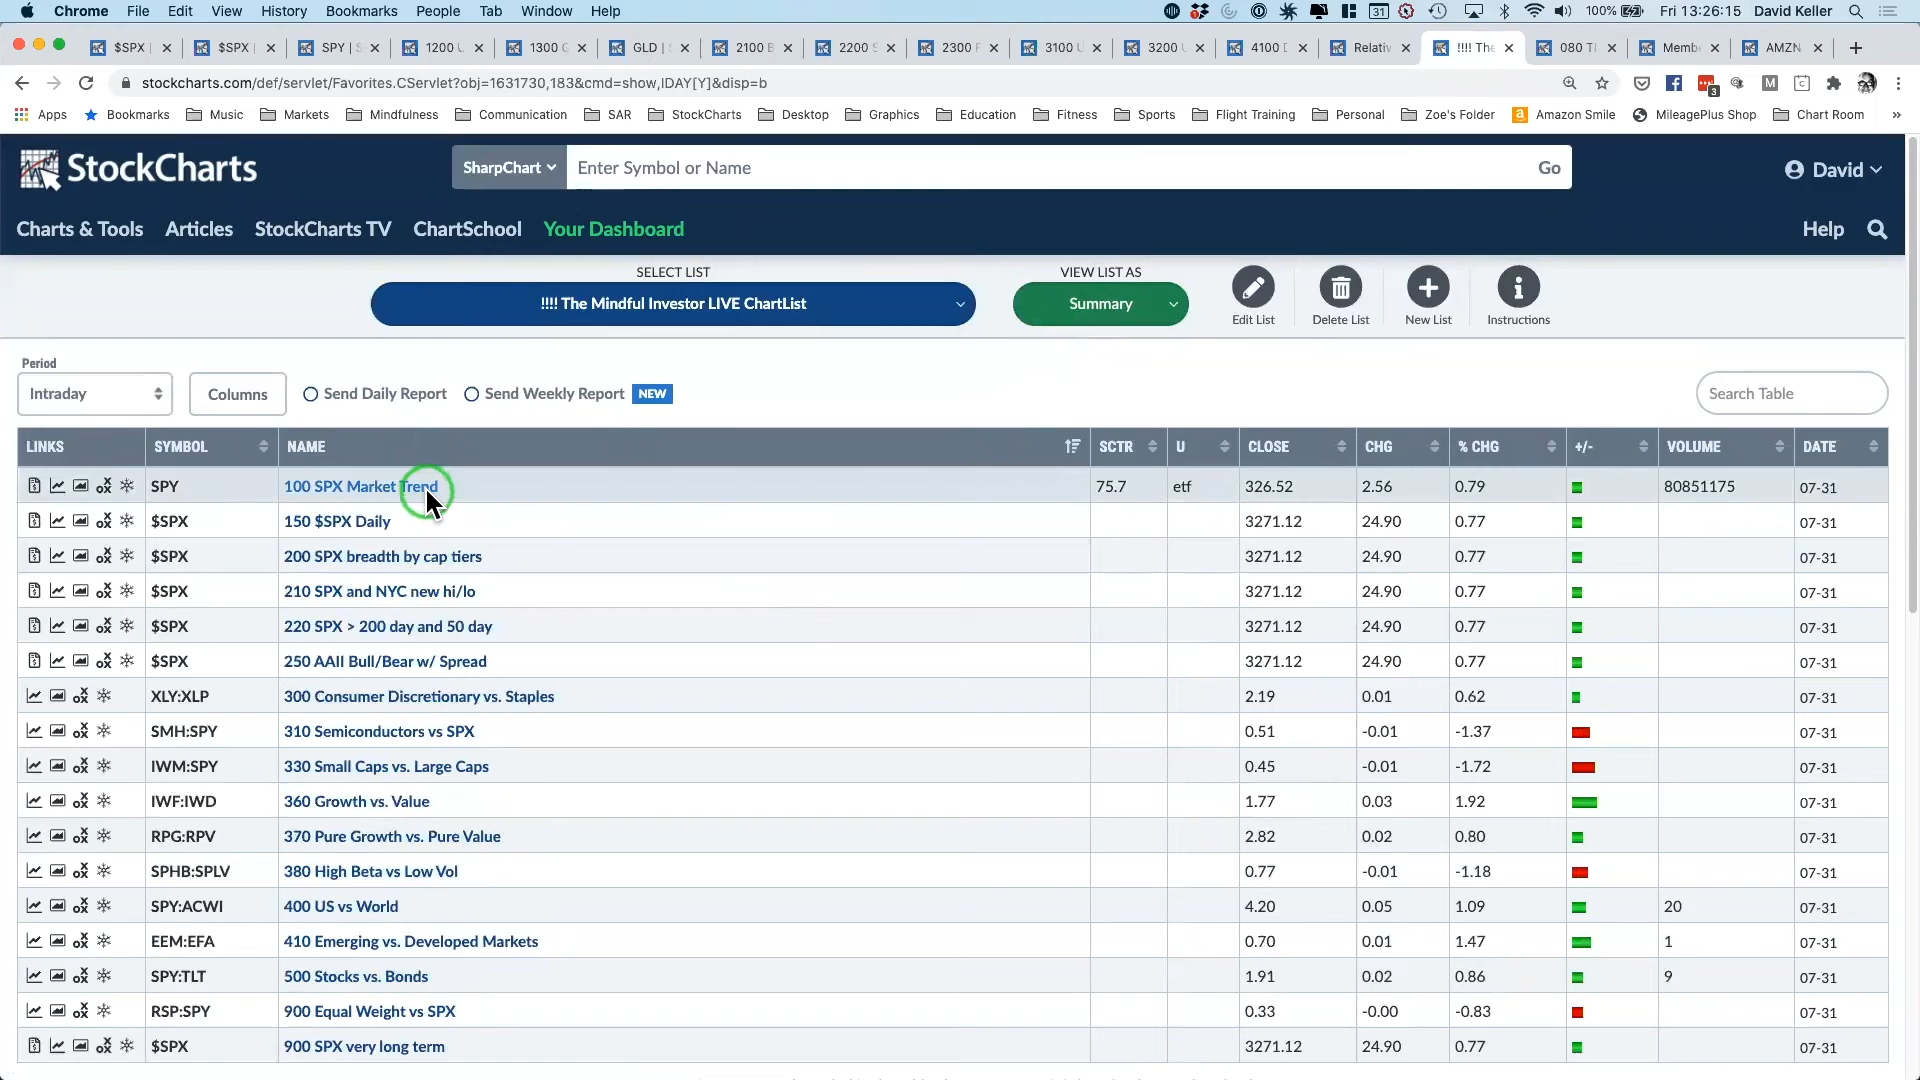 Chrome File Edit View History Bookmarks People Tab Window Help 31 100% Fri 13:26:15 David Keller
$SPX | $SPX | SPY | S 1200 U 1300 G GLD | S 2100 B 2200 S 2300 F 3100 U 3200 U 4100 D Relativ !!!! The 080 T Memb AMZN
stockcharts.com/def/servlet/Favorites.CServlet?obj=1631730,183&cmd=show,IDAY[Y]&disp=b
Apps Bookmarks Music Markets Mindfulness Communication SAR StockCharts Desktop Graphics Education Fitness Sports Flight Training Personal Zoe's Folder Amazon Smile MileagePlus Shop Chart Room »
StockCharts SharpChart Enter Symbol or Name Go David
Charts & Tools Articles StockCharts TV ChartSchool Your Dashboard Help
SELECT LIST VIEW LIST AS
!!!! The Mindful Investor LIVE ChartList Summary
Edit List Delete List New List Instructions
Period
Intraday Columns Send Daily Report Send Weekly Report NEW Search Table
LINKS SYMBOL NAME SCTR U CLOSE CHG % CHG +/- VOLUME DATE
SPY 100 SPX Market Trend 75.7 etf 326.52 2.56 0.79 80851175 07-31
$SPX 150 $SPX Daily 3271.12 24.90 0.77 07-31
$SPX 200 SPX breadth by cap tiers 3271.12 24.90 0.77 07-31
$SPX 210 SPX and NYC new hi/lo 3271.12 24.90 0.77 07-31
$SPX 220 SPX > 200 day and 50 day 3271.12 24.90 0.77 07-31
$SPX 250 AAII Bull/Bear w/ Spread 3271.12 24.90 0.77 07-31
XLY:XLP 300 Consumer Discretionary vs. Staples 2.19 0.01 0.62 07-31
SMH:SPY 310 Semiconductors vs SPX 0.51 -0.01 -1.37 07-31
IWM:SPY 330 Small Caps vs. Large Caps 0.45 -0.01 -1.72 07-31
IWF:IWD 360 Growth vs. Value 1.77 0.03 1.92 07-31
RPG:RPV 370 Pure Growth vs. Pure Value 2.82 0.02 0.80 07-31
SPHB:SPLV 380 High Beta vs Low Vol 0.77 -0.01 -1.18 07-31
SPY:ACWI 400 US vs World 4.20 0.05 1.09 20 07-31
EEM:EFA 410 Emerging vs. Developed Markets 0.70 0.01 1.47 1 07-31
SPY:TLT 500 Stocks vs. Bonds 1.91 0.02 0.86 9 07-31
RSP:SPY 900 Equal Weight vs SPX 0.33 -0.00 -0.83 07-31
$SPX 900 SPX very long term 3271.12 24.90 0.77 07-31